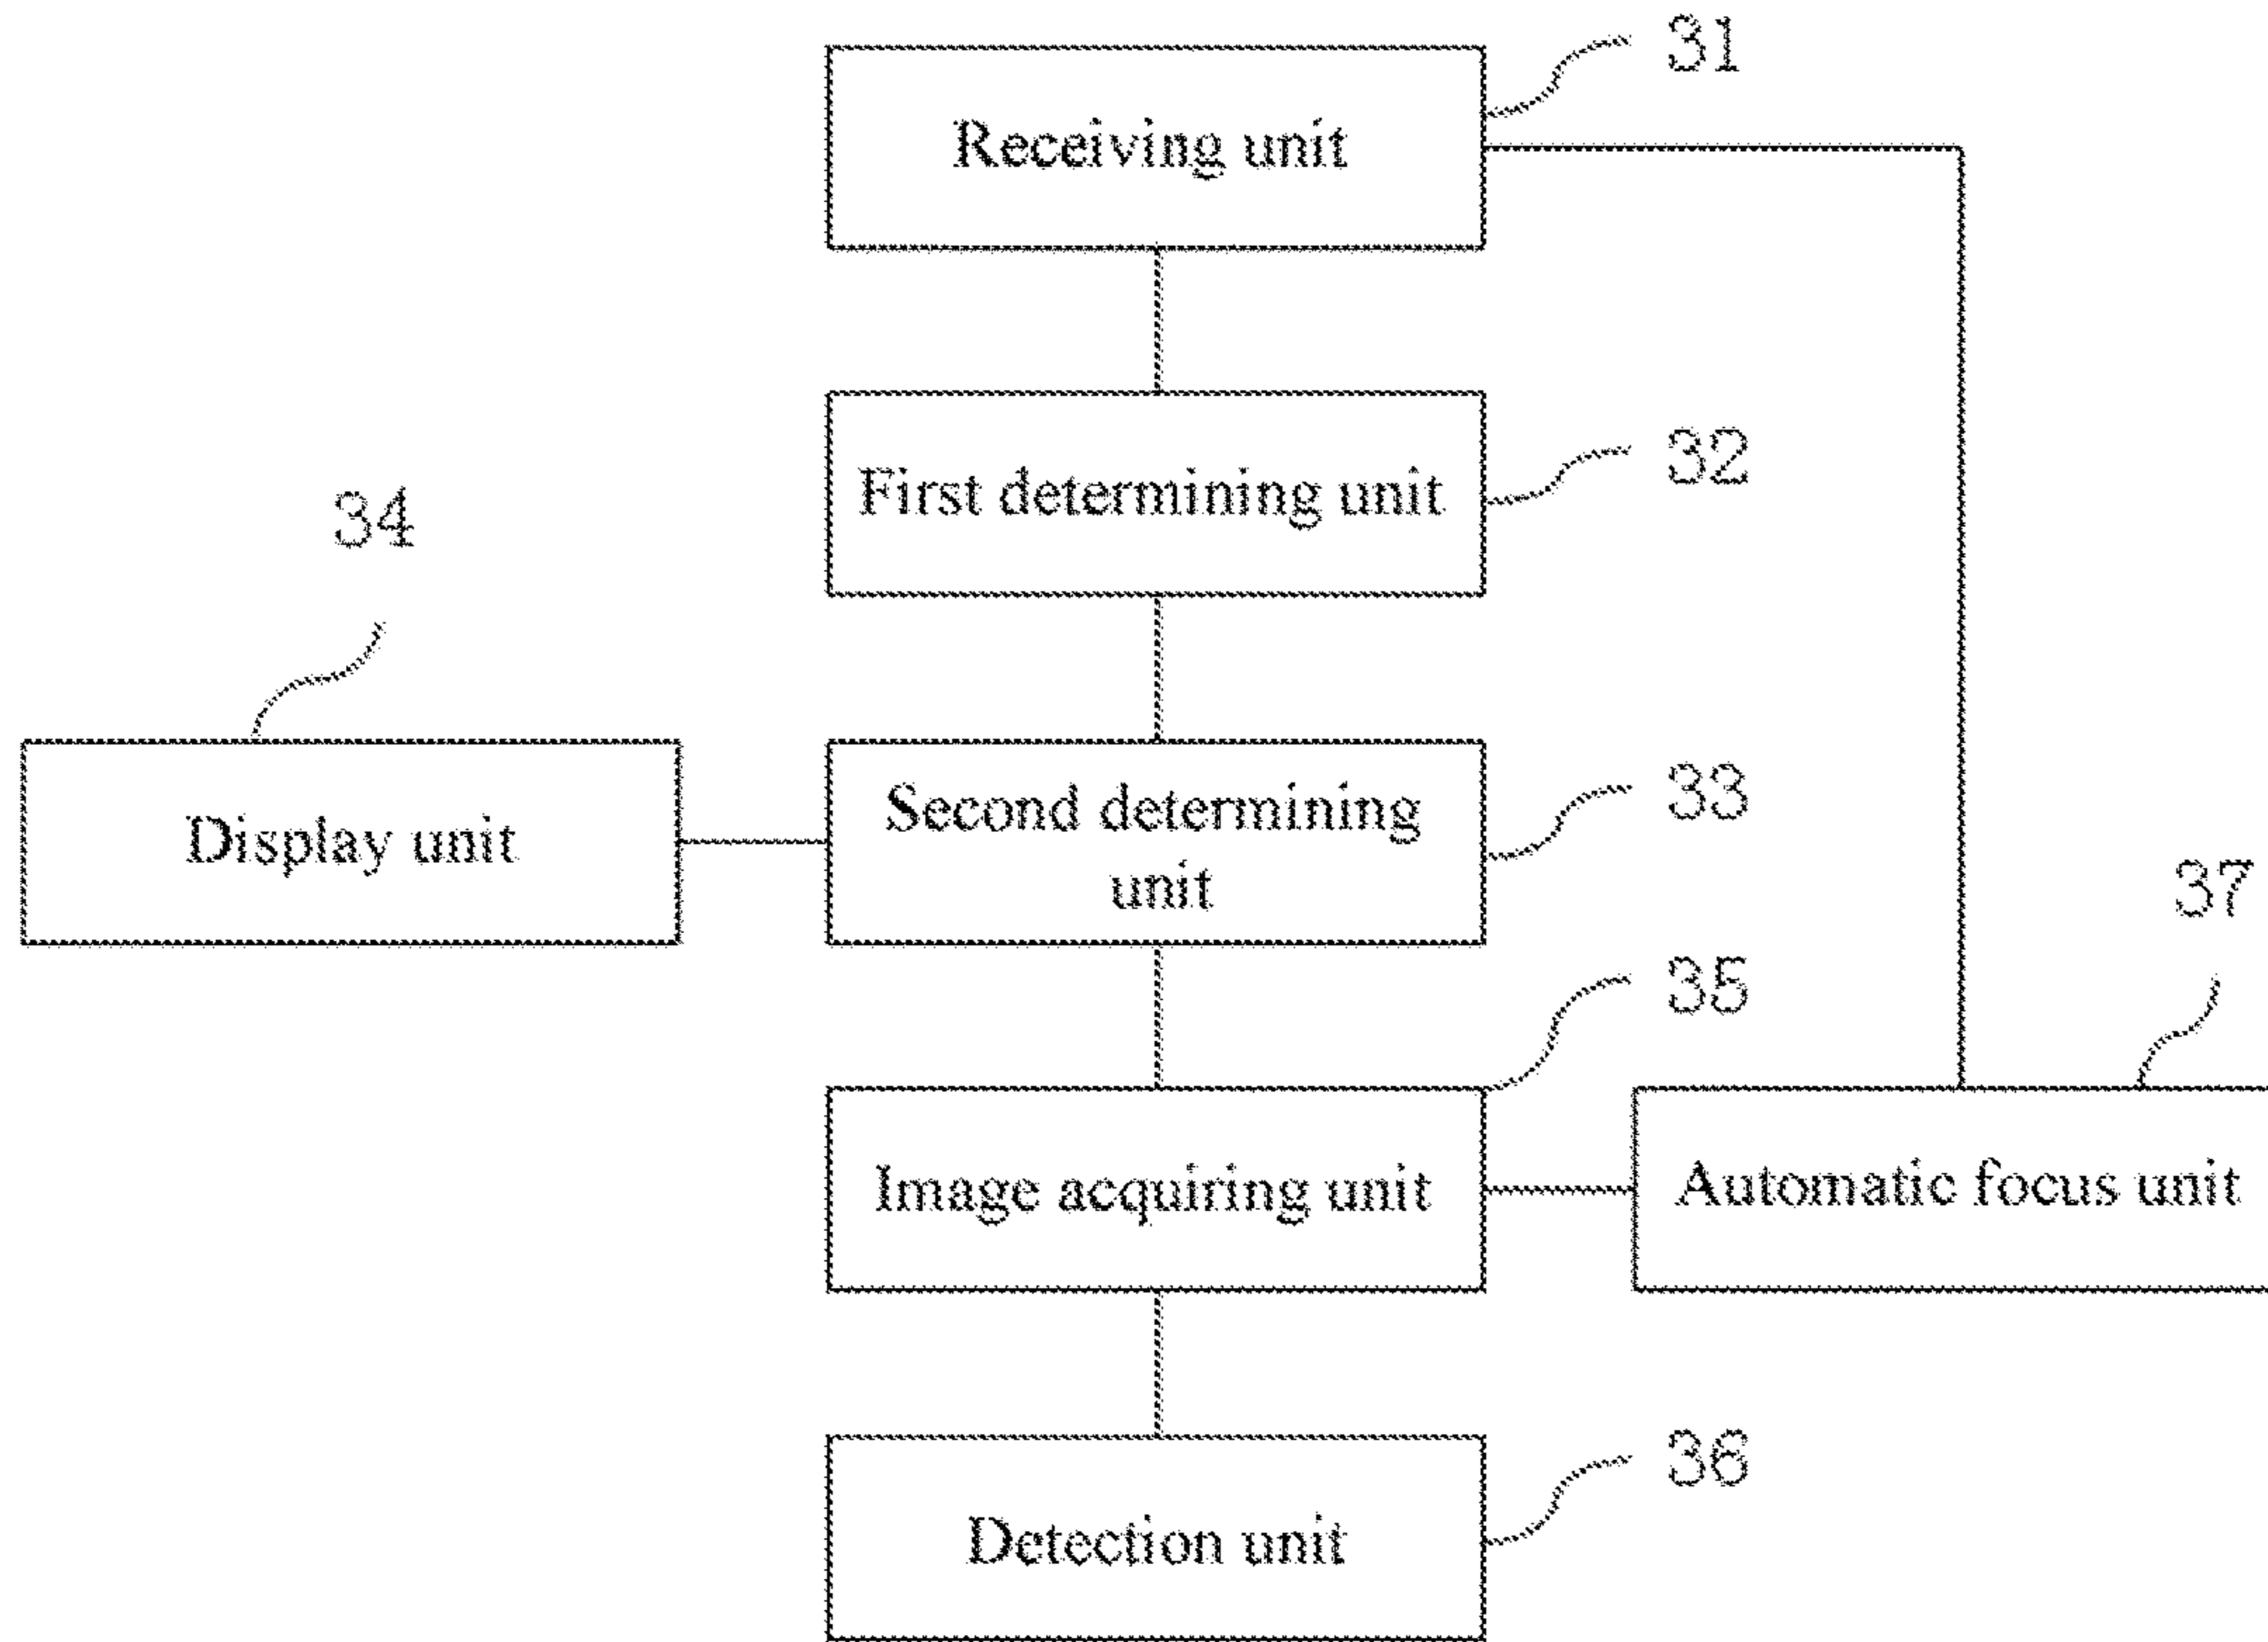 31
Receiving unit
32
First determining unit
34
33
Second determining
unit
Display unit
37
35
Image acquiring unit
Automatic focus unit
36
Detection unit